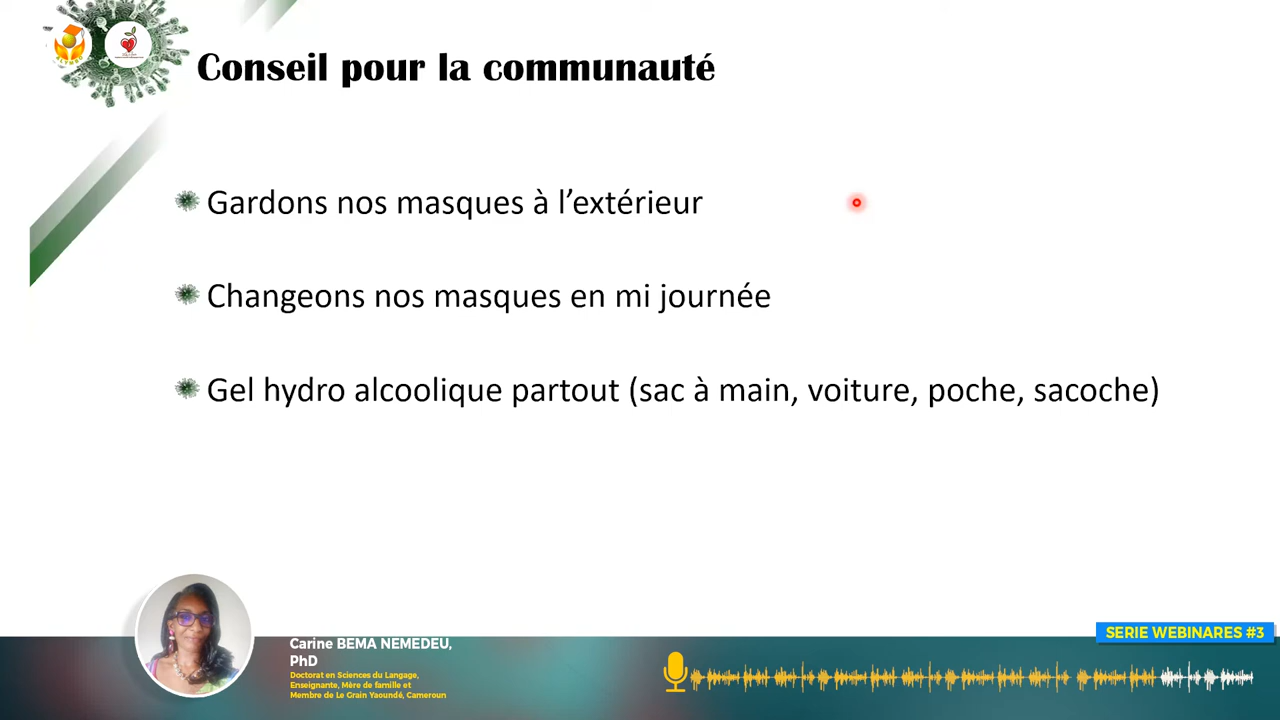 Conseil pour la communauté
Gardons nos masques à l’extérieur
Changeons nos masques en mi journée
Gel hydro alcoolique partout (sac à main, voiture, poche, sacoche)
SERIE WEBINARES #3
Carine BEMA NEMEDEU,
PhD
Doctorat en Sciences du Langage,
Enseignante, Mère de famille et
Membre de Le Grain Yaoundé, Cameroun